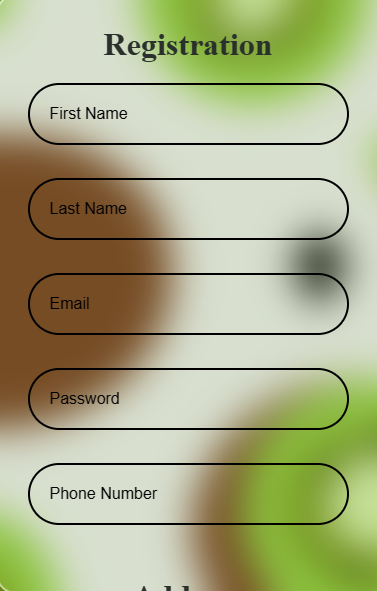 Registration
First Name
Last Name
Email
Password
Phone Number